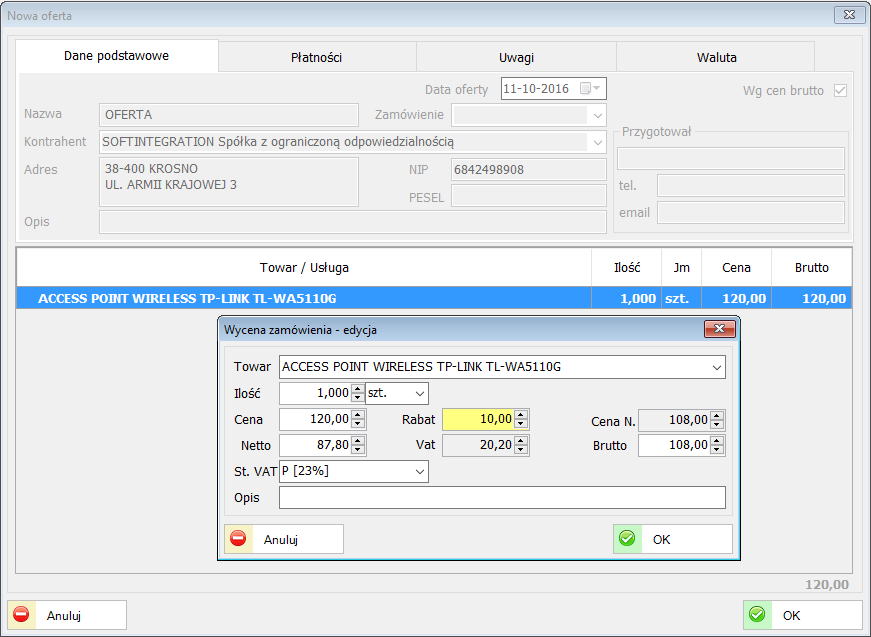 Nowa oferta
Dane podstawowe Płatności Uwagi Waluta
Data oferty 11-10-2016 Wg cen brutto
Nazwa OFERTA Zamówienie
Kontrahent SOFTINTEGRATION Spółka z ograniczoną odpowiedzialnością Przygotował
Adres 38-400 KROSNO NIP 6842498908
UL. ARMII KRAJOWEJ 3 tel.
PESEL
Opis email
Towar / Usługa Ilość Jm Cena Brutto
ACCESS POINT WIRELESS TP-LINK TL-WA5110G 1,000 szt. 120,00 120,00
Wycena zamówienia - edycja
Towar ACCESS POINT WIRELESS TP-LINK TL-WA5110G
Ilość 1,000 szt.
Cena 120,00 Rabat 10,00 Cena N. 108,00
Netto 87,80 Vat 20,20 Brutto 108,00
St. VAT P [23%]
Opis
Anuluj OK
120,00
Anuluj OK